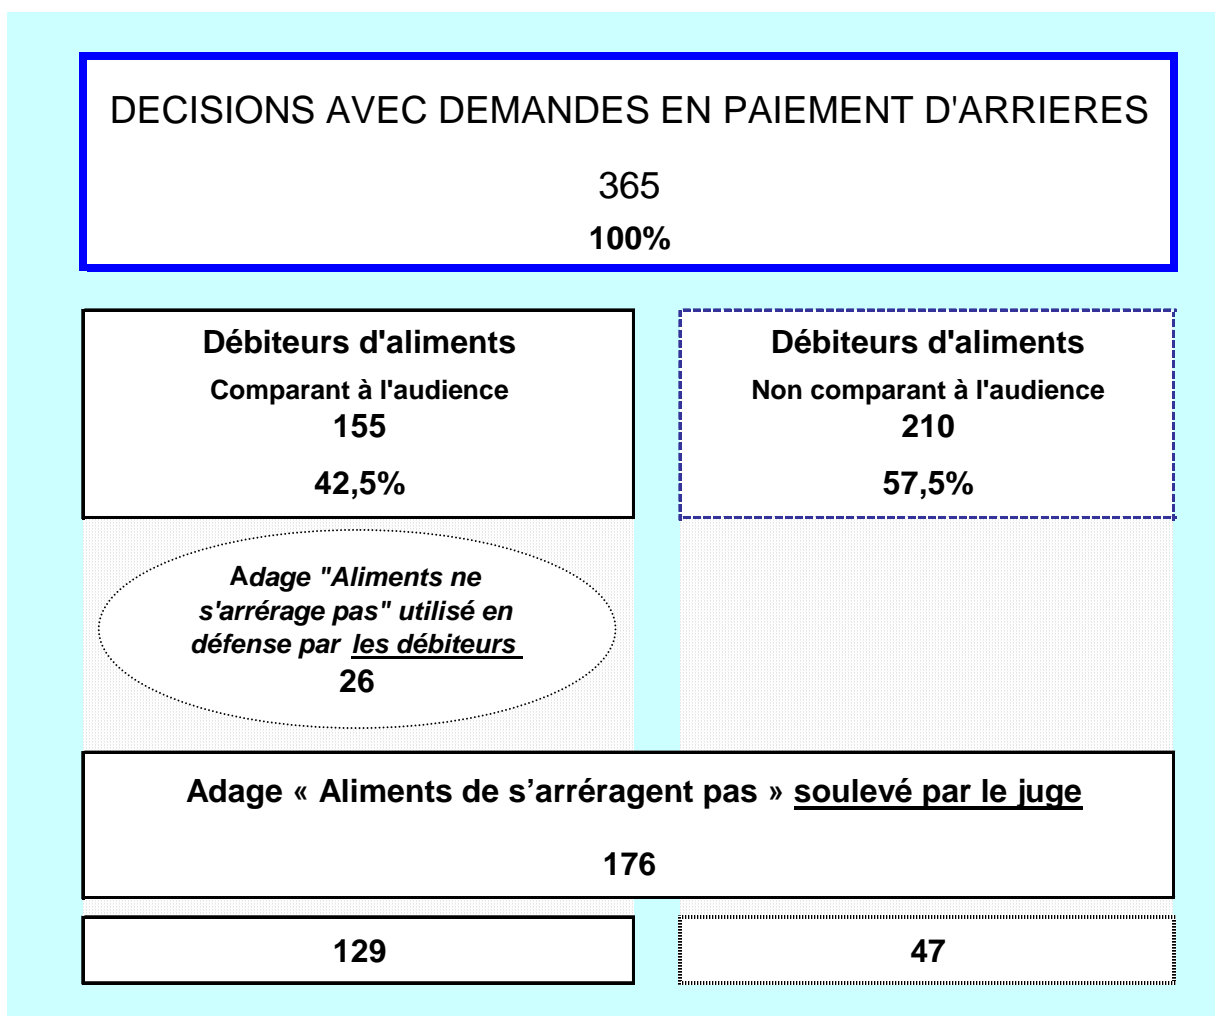 DECISIONS AVEC DEMANDES EN PAIEMENT D'ARRIERES
365
100%
Débiteurs d'aliments
Comparant à l'audience
155
42,5%
Débiteurs d'aliments
Non comparant à l'audience
210
57,5%
Adage "Aliments ne
s'arrérage pas" utilisé en
défense par les débiteurs
26
Adage « Aliments de s’arréragent pas » soulevé par le juge
176
129
47